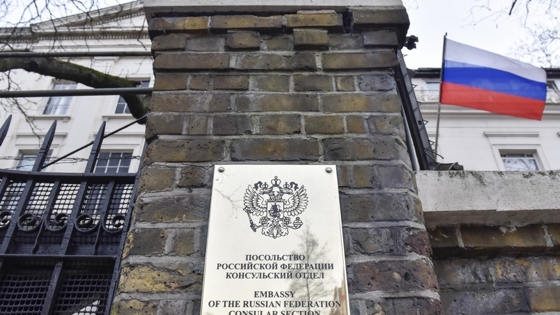 ПОСОЛЬСТВО
РОССИЙСКОЙ ФЕДЕРАЦИИ
КОНСУЛЬСКИЙ ОТДЕЛ
EMBASSY
OF THE RUSSIAN FEDERATION
CONSULAR SECTION